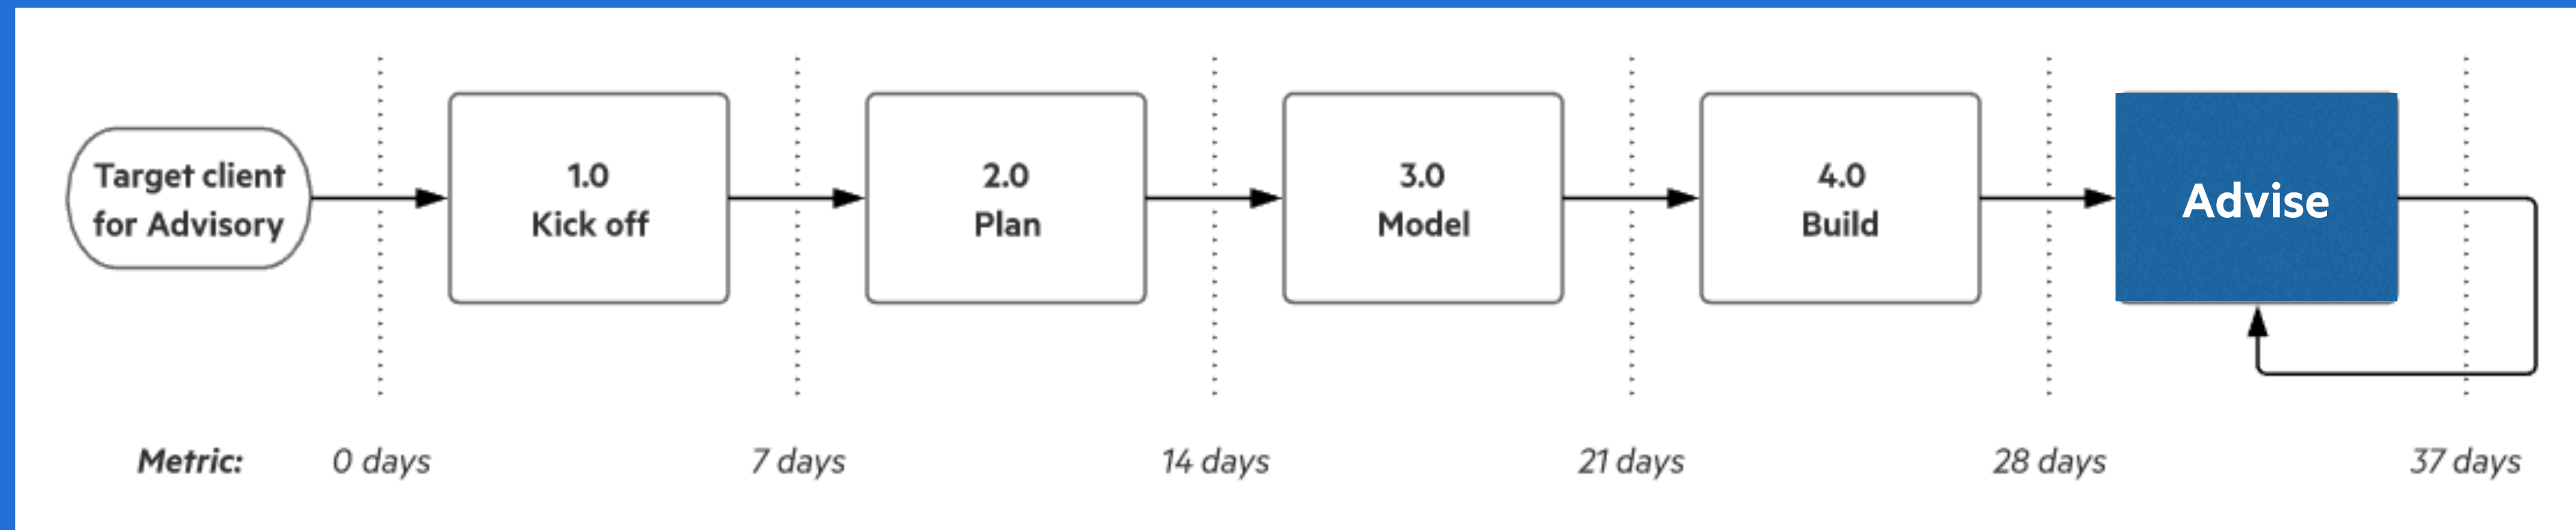 Target client
for Advisory
1.0
Kick off
2.0
Plan
3.0
Model
4.0
Build
Advise
Metric:
0 days
7 days
14 days
21 days
28 days
37 days